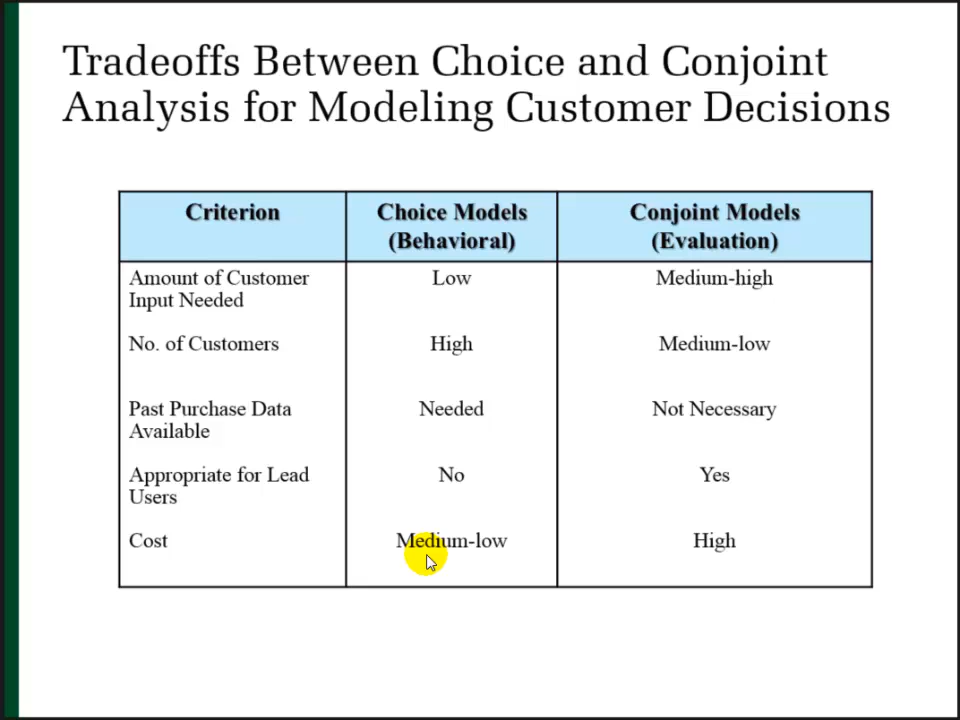 Tradeoffs Between Choice and Conjoint
Analysis for Modeling Customer Decisions
Criterion
Choice Models
(Behavioral)
Conjoint Models
(Evaluation)
Amount of Customer
Input Needed
Low
Medium-high
No. of Customers
High
Medium-low
Past Purchase Data
Available
Needed
Not Necessary
Appropriate for Lead
Users
No
Yes
Cost
Medium-low
High